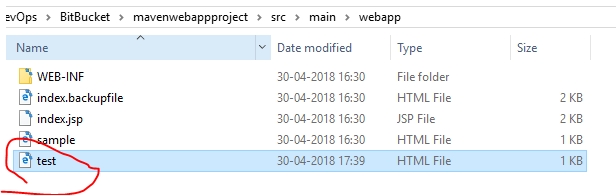 evOps > BitBucket > mavenwebappproject > src > main > webapp
Name Date modified Type Size
WEB-INF 30-04-2018 16:30 File folder
index.backupfile 30-04-2018 16:30 HTML File 2 KB
index.jsp 30-04-2018 16:30 JSP File 2 KB
sample 30-04-2018 16:30 HTML File 1 KB
test 30-04-2018 17:39 HTML File 1 KB